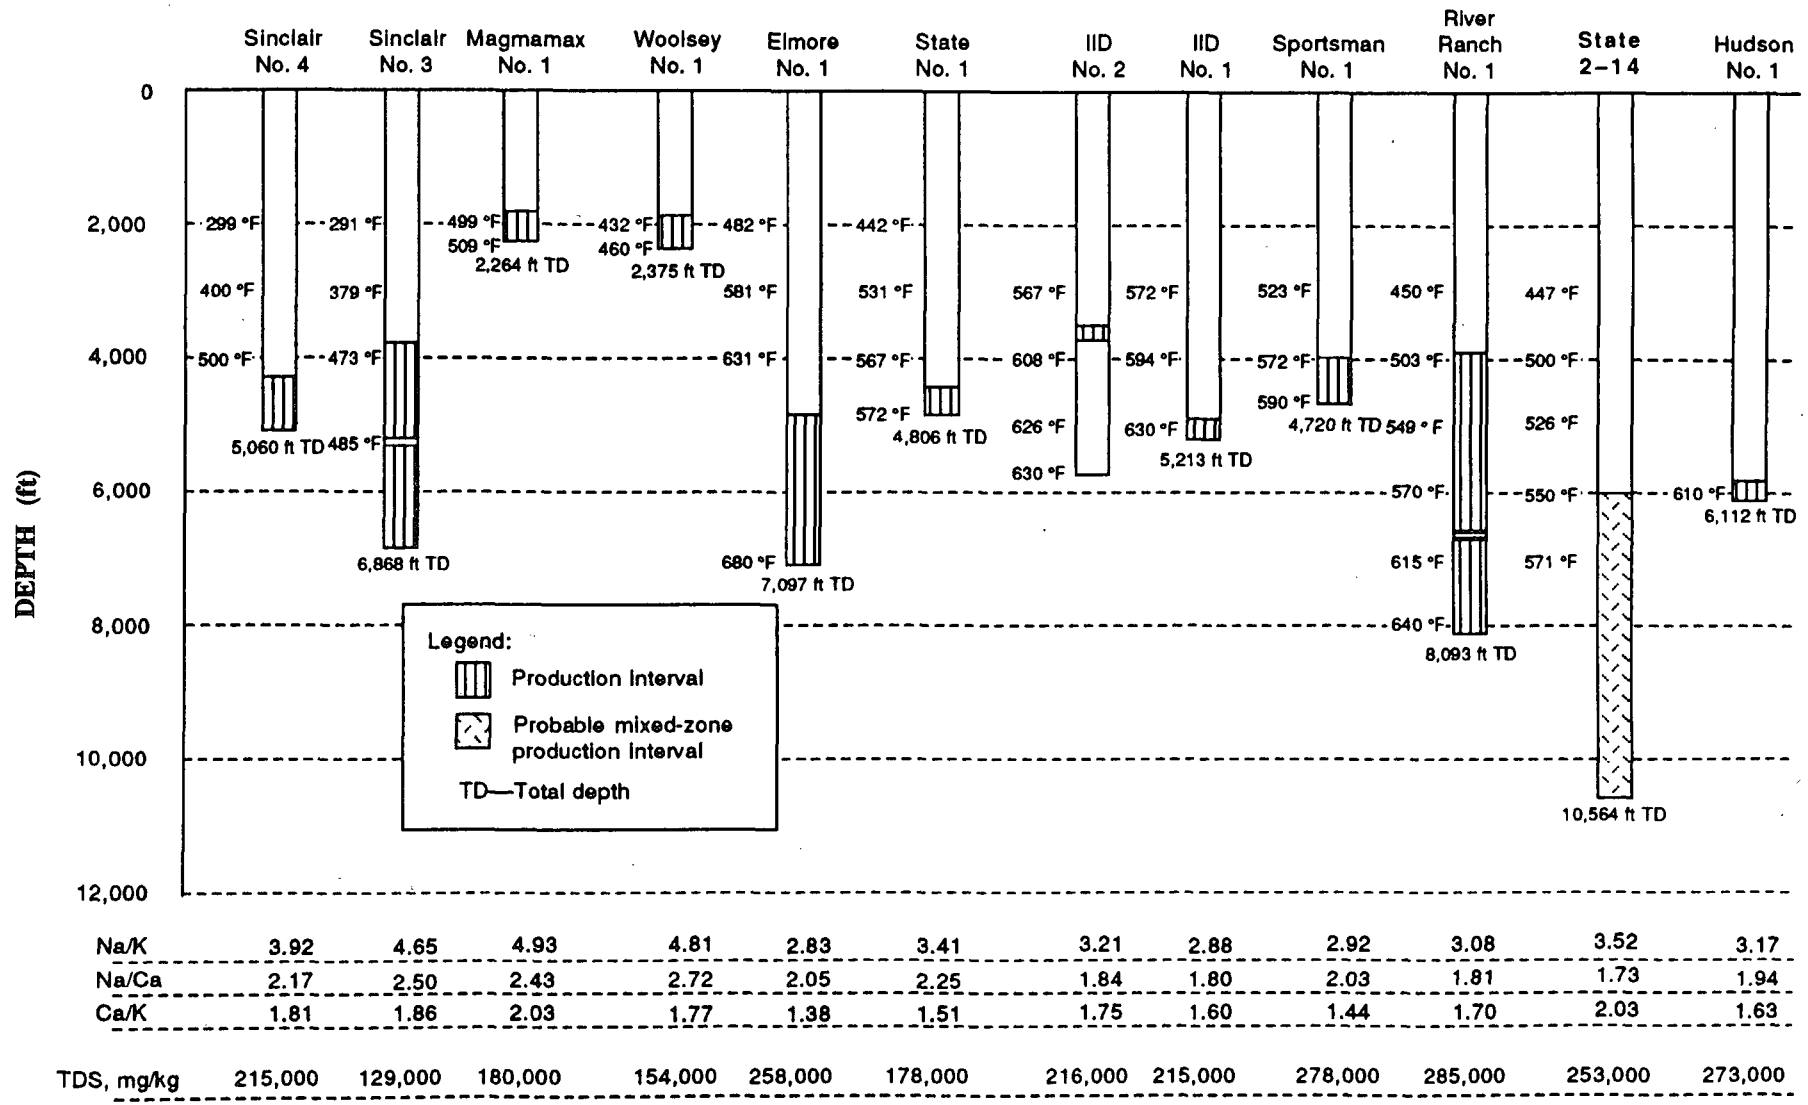 Sinclair No. 4
Sinclair No. 3
Magmamax No. 1
Woolsey No. 1
Elmore No. 1
State No. 1
IID No. 2
IID No. 1
Sportsman No. 1
River Ranch No. 1
State 2-14
Hudson No. 1
DEPTH (ft)
0
2,000 299 °F 291 °F 499 °F 432 °F 482 °F 442 °F
509 °F 460 °F
2,264 ft TD 2,375 ft TD
400 °F 379 °F 581 °F 531 °F 567 °F 572 °F 523 °F 450 °F 447 °F
4,000 500 °F 473 °F 631 °F 567 °F 608 °F 594 °F 572 °F 503 °F 500 °F
590 °F
572 °F 626 °F 630 °F 4,720 ft TD 549 °F 526 °F
5,060 ft TD 485 °F 4,806 ft TD 5,213 ft TD
630 °F
6,000 570 °F 550 °F 610 °F
6,112 ft TD
6,868 ft TD 680 °F 615 °F 571 °F
7,097 ft TD
8,000 640 °F
8,093 ft TD
Legend:
Production Interval
Probable mixed-zone
production interval
TD—Total depth
10,000
10,564 ft TD
12,000
Na/K 3.92 4.65 4.93 4.81 2.83 3.41 3.21 2.88 2.92 3.08 3.52 3.17
Na/Ca 2.17 2.50 2.43 2.72 2.05 2.25 1.84 1.80 2.03 1.81 1.73 1.94
Ca/K 1.81 1.86 2.03 1.77 1.38 1.51 1.75 1.60 1.44 1.70 2.03 1.63
TDS, mg/kg 215,000 129,000 180,000 154,000 258,000 178,000 216,000 215,000 278,000 285,000 253,000 273,000